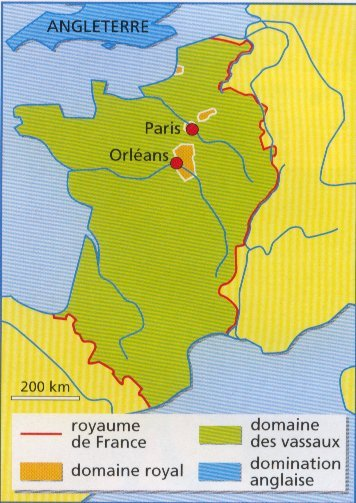 ANGLETERRE
Paris
Orléans
200 km
royaume
de France
domaine
des vassaux
domaine royal
domination
anglaise